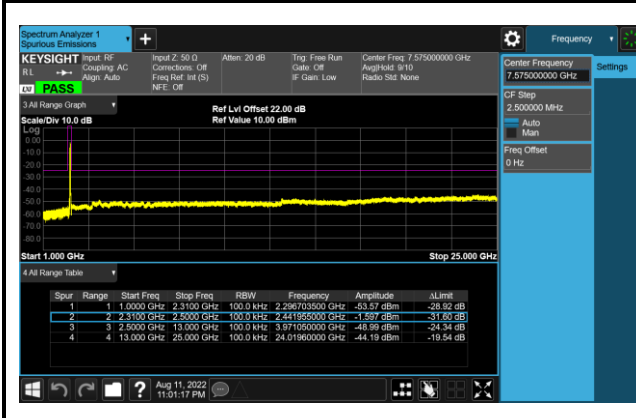 Spectrum Analyzer 1
Spurious Emissions
Frequency
KEYSIGHT
Input: RF
Input Z: 50 Ω
Atten: 20 dB
Trig: Free Run
Center Freq: 7.575000000 GHz
RL
Coupling: AC
Corrections: Off
Gate: Off
Avg|Hold: 9/10
Align: Auto
Freq Ref: Int (S)
IF Gain: Low
Radio Std: None
LXI
PASS
NFE: Off
Center Frequency
7.575000000 GHz
Settings
CF Step
2.500000 MHz
Auto
Man
Freq Offset
0 Hz
3 All Range Graph
Ref Lvl Offset 22.00 dB
Scale/Div 10.0 dB
Ref Value 10.00 dBm
Log
0.00
-10.0
-20.0
-30.0
-40.0
-50.0
-60.0
-70.0
-80.0
Start 1.000 GHz
Stop 25.000 GHz
4 All Range Table
Spur Range Start Freq Stop Freq RBW Frequency Amplitude ΔLimit
1 1 1.0000 GHz 2.3100 GHz 100.0 kHz 2.296703500 GHz -53.57 dBm -28.92 dB
2 2 2.3100 GHz 2.5000 GHz 100.0 kHz 2.441955000 GHz -1.597 dBm -31.60 dB
3 3 2.5000 GHz 13.000 GHz 100.0 kHz 3.971050000 GHz -48.99 dBm -24.34 dB
4 4 13.000 GHz 25.000 GHz 100.0 kHz 24.01960000 GHz -44.19 dBm -19.54 dB
?
Aug 11, 2022
11:01:17 PM